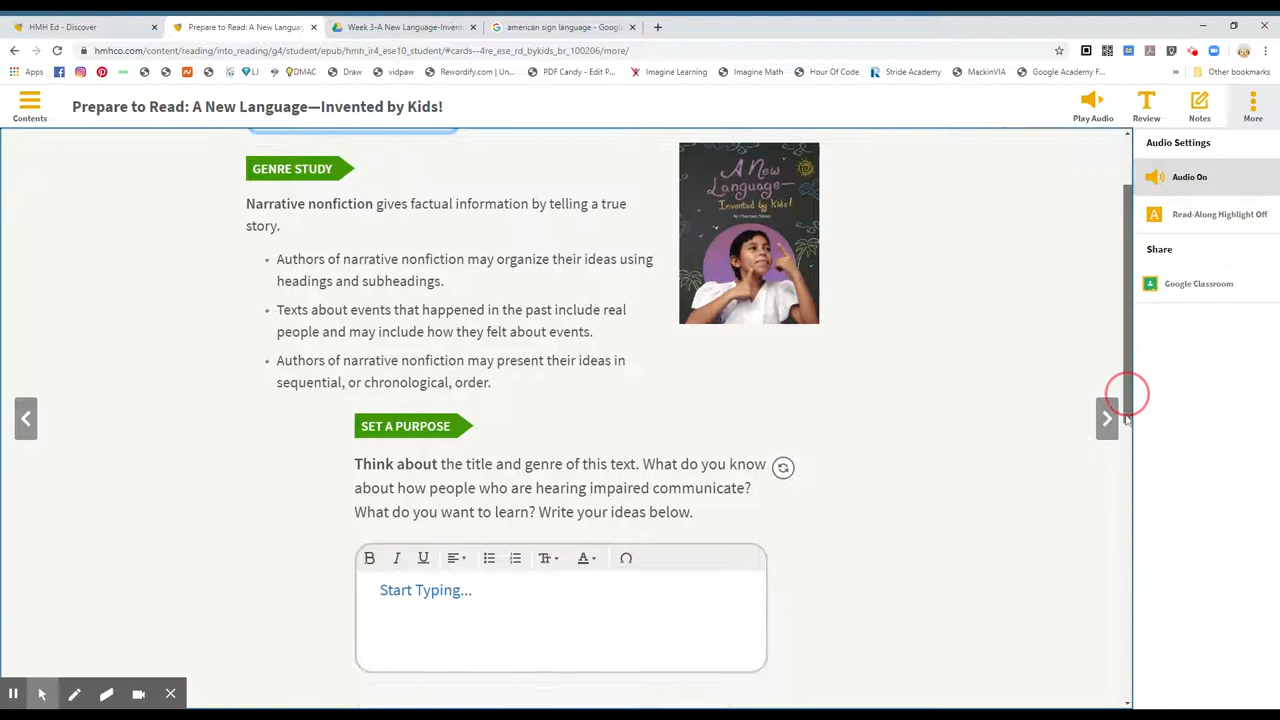 HMH Ed - Discover
Prepare to Read: A New Languag
Week 3-A New Language-Invent
american sign language - Google
hmhco.com/content/reading/into_reading/g4/student/epub/hmh_ir4_ese10_student/#cards--4re_ese_rd_bykids_br_100206/more/
Apps
LJ
DMAC
Draw
vidpaw
Rewordify.com | Un...
PDF Candy - Edit P...
Imagine Learning
Imagine Math
Hour Of Code
Stride Academy
MackinVIA
Google Academy F...
»
Other bookmarks
Contents
Prepare to Read: A New Language—Invented by Kids!
Play Audio
Review
Notes
More
Audio Settings
Audio On
A Read-Along Highlight Off
Share
Google Classroom
GENRE STUDY
Narrative nonfiction gives factual information by telling a true
story.
• Authors of narrative nonfiction may organize their ideas using
headings and subheadings.
• Texts about events that happened in the past include real
people and may include how they felt about events.
• Authors of narrative nonfiction may present their ideas in
sequential, or chronological, order.
A New
Language—
Invented by Kids!
SET A PURPOSE
Think about the title and genre of this text. What do you know
about how people who are hearing impaired communicate?
What do you want to learn? Write your ideas below.
B I U Tr A Ω
Start Typing...